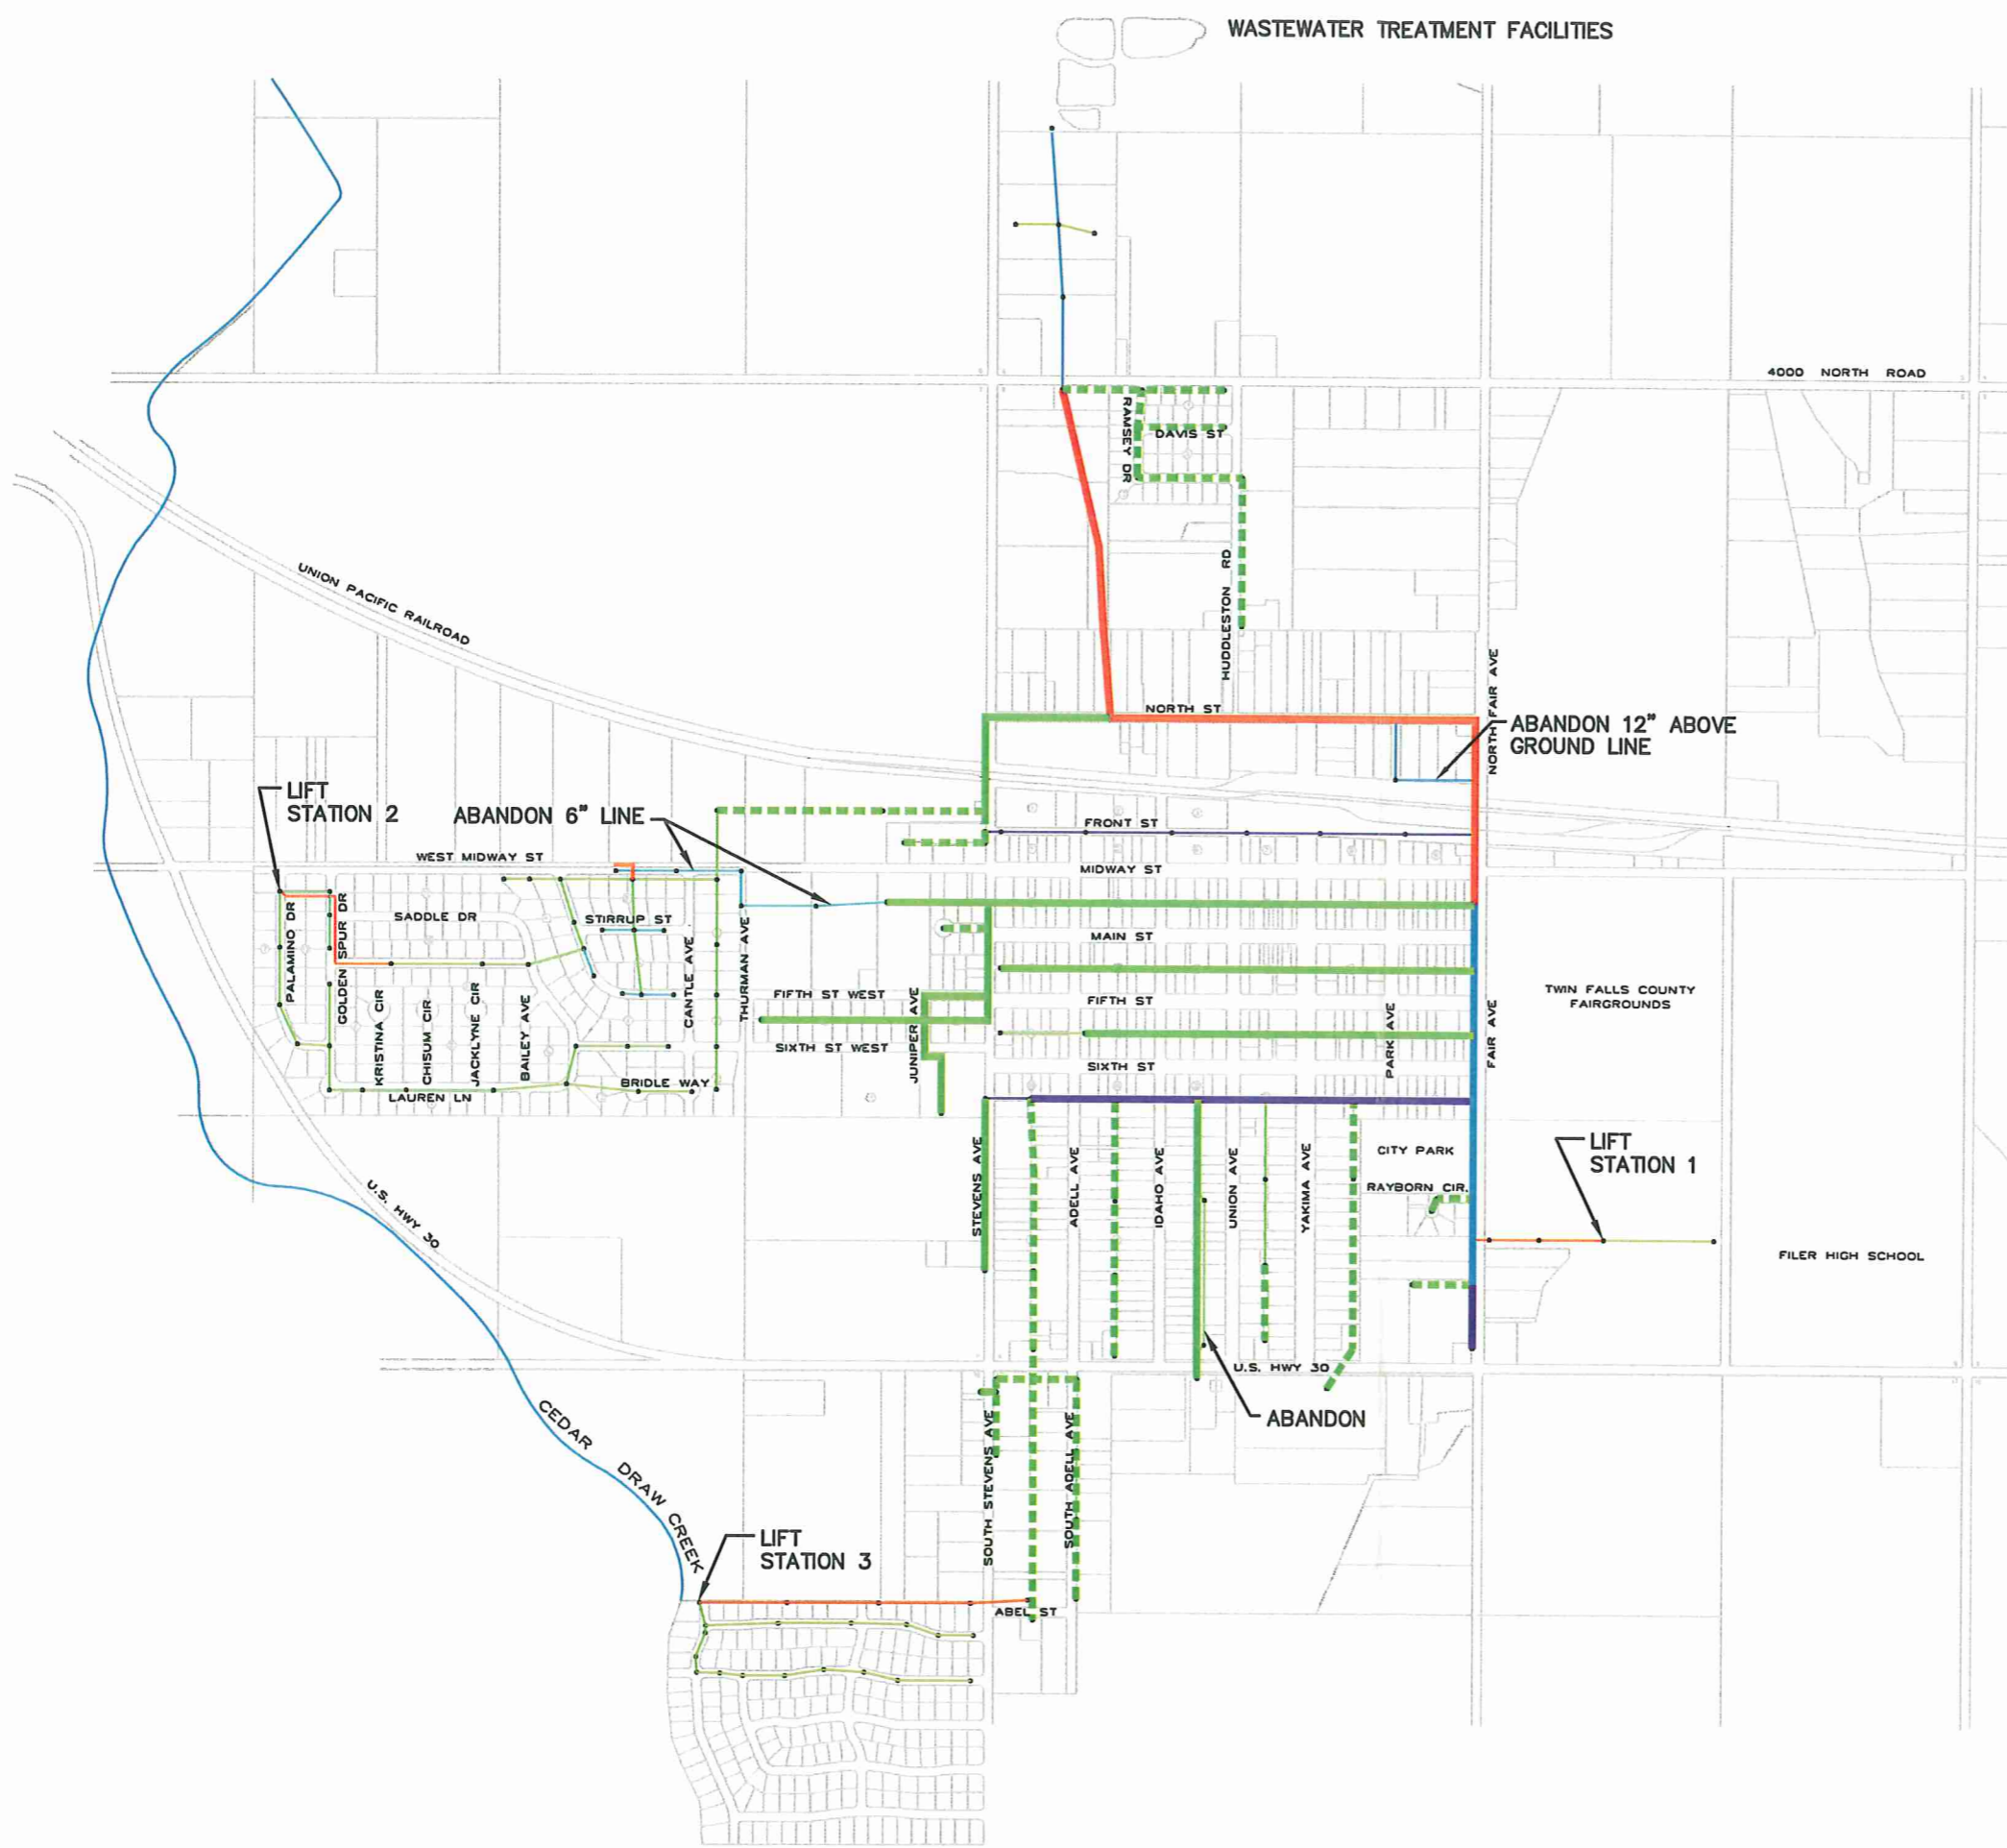 WASTEWATER TREATMENT FACILITIES
4000 NORTH ROAD
RAMSEY DR
DAVIS ST
HUDDLESTON RD
UNION PACIFIC RAILROAD
NORTH ST
NORTH FAIR AVE
ABANDON 12" ABOVE
GROUND LINE
LIFT
STATION 2
ABANDON 6" LINE
FRONT ST
WEST MIDWAY ST
MIDWAY ST
PALAMINO DR
GOLDEN SPUR DR
SADDLE DR
STIRRUP ST
CANTLE AVE
THURMAN AVE
MAIN ST
KRISTINA CIR
CHISUM CIR
JACKLYNE CIR
BAILEY AVE
FIFTH ST WEST
JUNIPER AVE
FIFTH ST
PARK AVE
FAIR AVE
TWIN FALLS COUNTY
FAIRGROUNDS
SIXTH ST WEST
SIXTH ST
BRIDLE WAY
LAUREN LN
STEVENS AVE
ADELL AVE
IDAHO AVE
UNION AVE
YAKIMA AVE
CITY PARK
RAYBORN CIR.
LIFT
STATION 1
FILER HIGH SCHOOL
U.S. HWY 30
U.S. HWY 30
ABANDON
CEDAR DRAW CREEK
SOUTH STEVENS AVE
SOUTH ADELL AVE
LIFT
STATION 3
ABEL ST